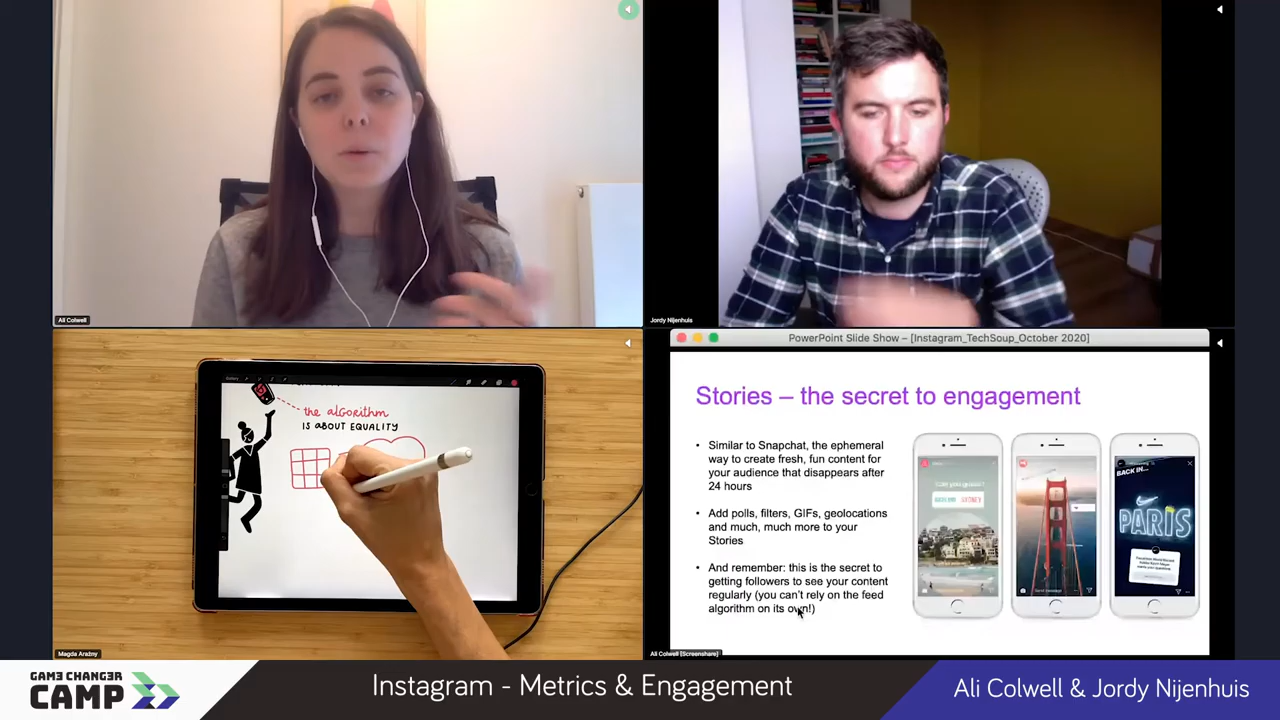 Ali Colwell
Jordy Nijenhuis
the algorithm
IS ABOUT EQUALITY
Magda Arażny
PowerPoint Slide Show – [Instagram_TechSoup_October 2020]
Stories – the secret to engagement
• Similar to Snapchat, the ephemeral
way to create fresh, fun content for
your audience that disappears after
24 hours
• Add polls, filters, GIFs, geolocations
and much, much more to your
Stories
• And remember: this is the secret to
getting followers to see your content
regularly (you can't rely on the feed
algorithm on its own!)
BACK IN...
PARIS
Ali Colwell [Screenshare]
GAME CHANGER
CAMP
Instagram - Metrics & Engagement
Ali Colwell & Jordy Nijenhuis